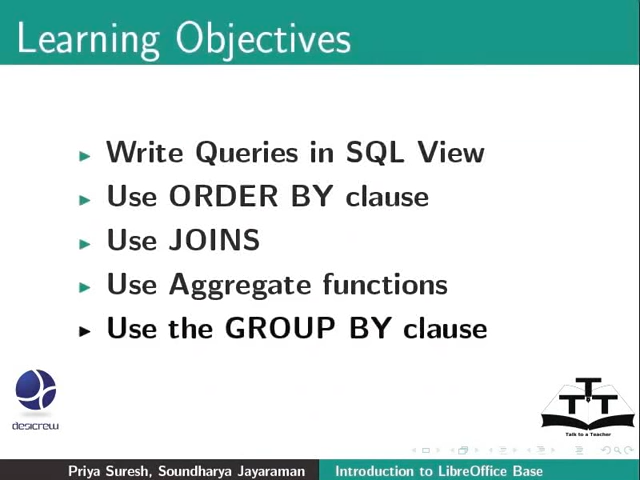 Learning Objectives
Write Queries in SQL View
Use ORDER BY clause
Use JOINS
Use Aggregate functions
Use the GROUP BY clause
desicrew
TTT
Talk to a Teacher
Priya Suresh, Soundharya Jayaraman
Introduction to LibreOffice Base